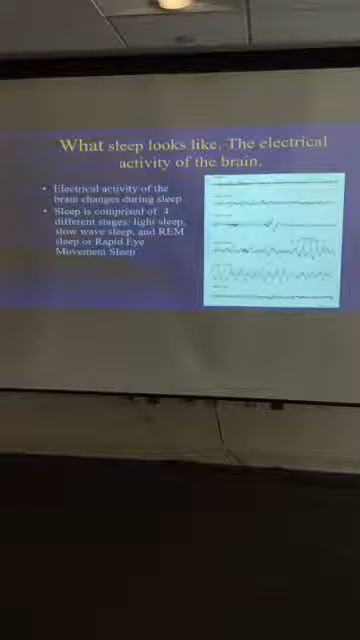 What sleep looks like. The electrical
activity of the brain.
• Electrical activity of the
brain changes during sleep
• Sleep is comprised of 4
different stages: light sleep,
slow wave sleep, and REM
sleep or Rapid Eye
Movement Sleep